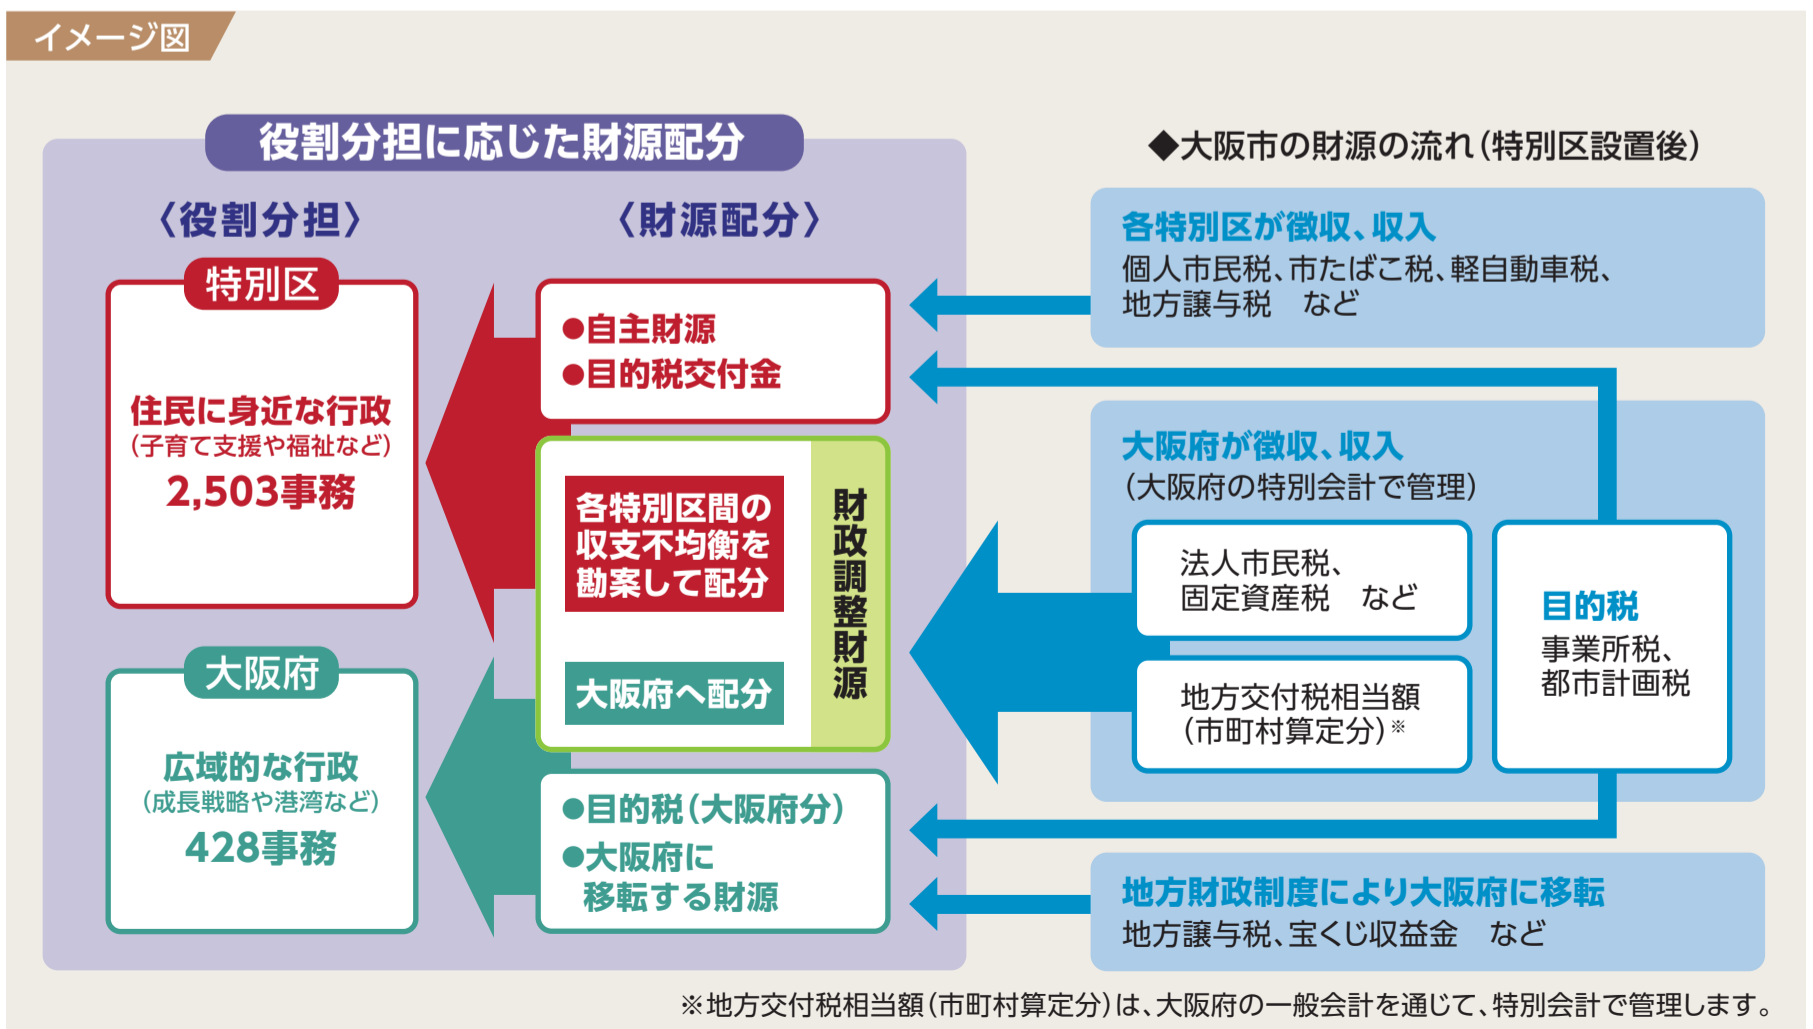 イメージ図
役割分担に応じた財源配分
〈役割分担〉
〈財源配分〉
特別区
住民に身近な行政
(子育て支援や福祉など)
2,503事務
大阪府
広域的な行政
(成長戦略や港湾など)
428事務
●自主財源
●目的税交付金
各特別区間の
収支不均衡を
勘案して配分
大阪府へ配分
財政調整財源
●目的税(大阪府分)
●大阪府に
移転する財源
◆大阪市の財源の流れ(特別区設置後)
各特別区が徴収、収入
個人市民税、市たばこ税、軽自動車税、
地方譲与税　など
大阪府が徴収、収入
(大阪府の特別会計で管理)
法人市民税、
固定資産税　など
地方交付税相当額
(市町村算定分)※
目的税
事業所税、
都市計画税
地方財政制度により大阪府に移転
地方譲与税、宝くじ収益金　など
※地方交付税相当額(市町村算定分)は、大阪府の一般会計を通じて、特別会計で管理します。